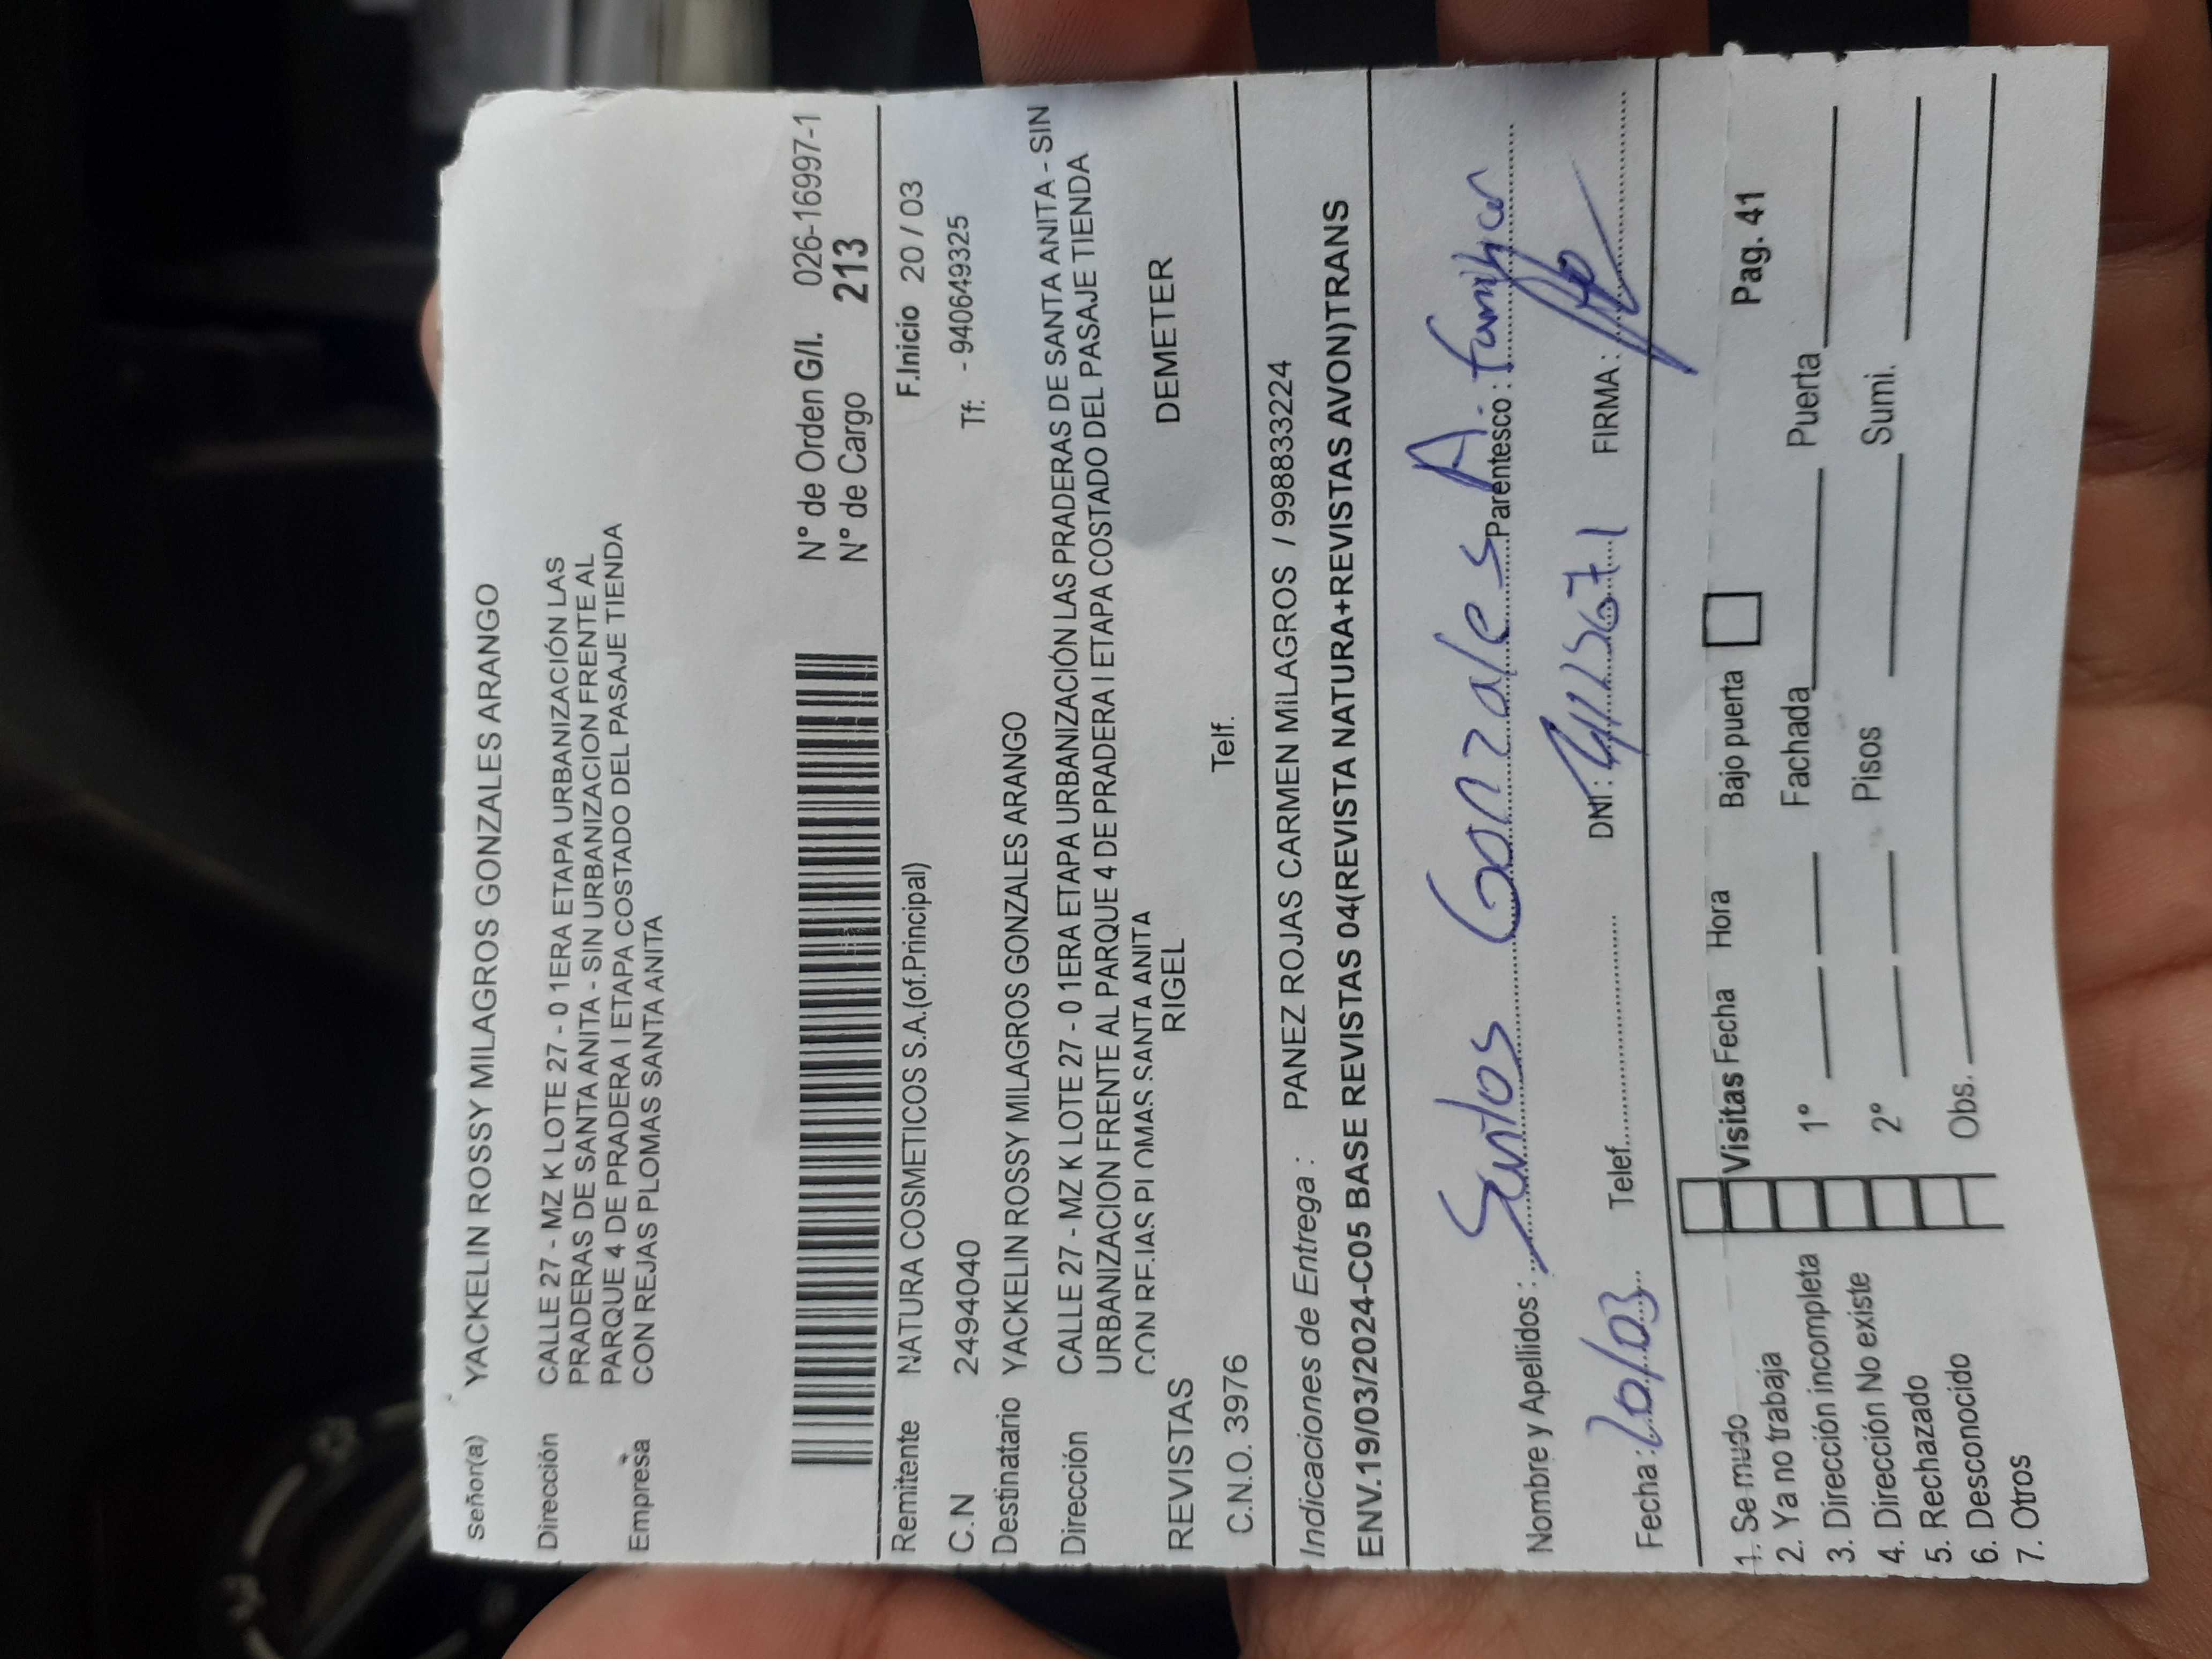 Señor(a) YACKELIN ROSSY MILAGROS GONZALES ARANGO
Dirección CALLE 27 - MZ K LOTE 27 - 0 1ERA ETAPA URBANIZACIÓN LAS
PRADERAS DE SANTA ANITA - SIN URBANIZACION FRENTE AL
PARQUE 4 DE PRADERA I ETAPA COSTADO DEL PASAJE TIENDA
Empresa CON REJAS PLOMAS SANTA ANITA
N° de Orden G/I. 026-16997-1
N° de Cargo 213
Remitente NATURA COSMETICOS S.A.(of.Principal) F.Inicio 20 / 03
C.N 2494040 Tf: - 940649325
Destinatario YACKELIN ROSSY MILAGROS GONZALES ARANGO
Dirección CALLE 27 - MZ K LOTE 27 - 0 1ERA ETAPA URBANIZACIÓN LAS PRADERAS DE SANTA ANITA - SIN
URBANIZACION FRENTE AL PARQUE 4 DE PRADERA I ETAPA COSTADO DEL PASAJE TIENDA
CON REJAS PLOMAS SANTA ANITA
REVISTAS RIGEL DEMETER
C.N.O. 3976 Telf.
Indicaciones de Entrega : PANEZ ROJAS CARMEN MILAGROS / 998833224
ENV.19/03/2024-C05 BASE REVISTAS 04(REVISTA NATURA+REVISTAS AVON)TRANS
Nombre y Apellidos : Santos Gonzales A. Parentesco : familiar
Fecha : 20/03 Telef. DNI : FIRMA :
1. Se mudo Visitas Fecha Hora Bajo puerta Pag. 41
2. Ya no trabaja
3. Dirección incompleta 1º Fachada Puerta
4. Dirección No existe 2º Pisos Sumi.
5. Rechazado
6. Desconocido Obs.
7. Otros